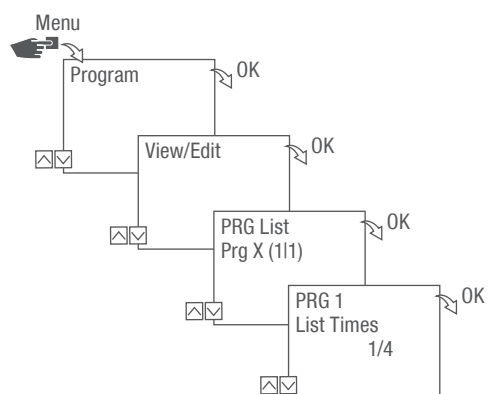 Menu
Program
OK
View/Edit
OK
PRG List
Prg X (1|1)
OK
PRG 1
List Times
1/4
OK